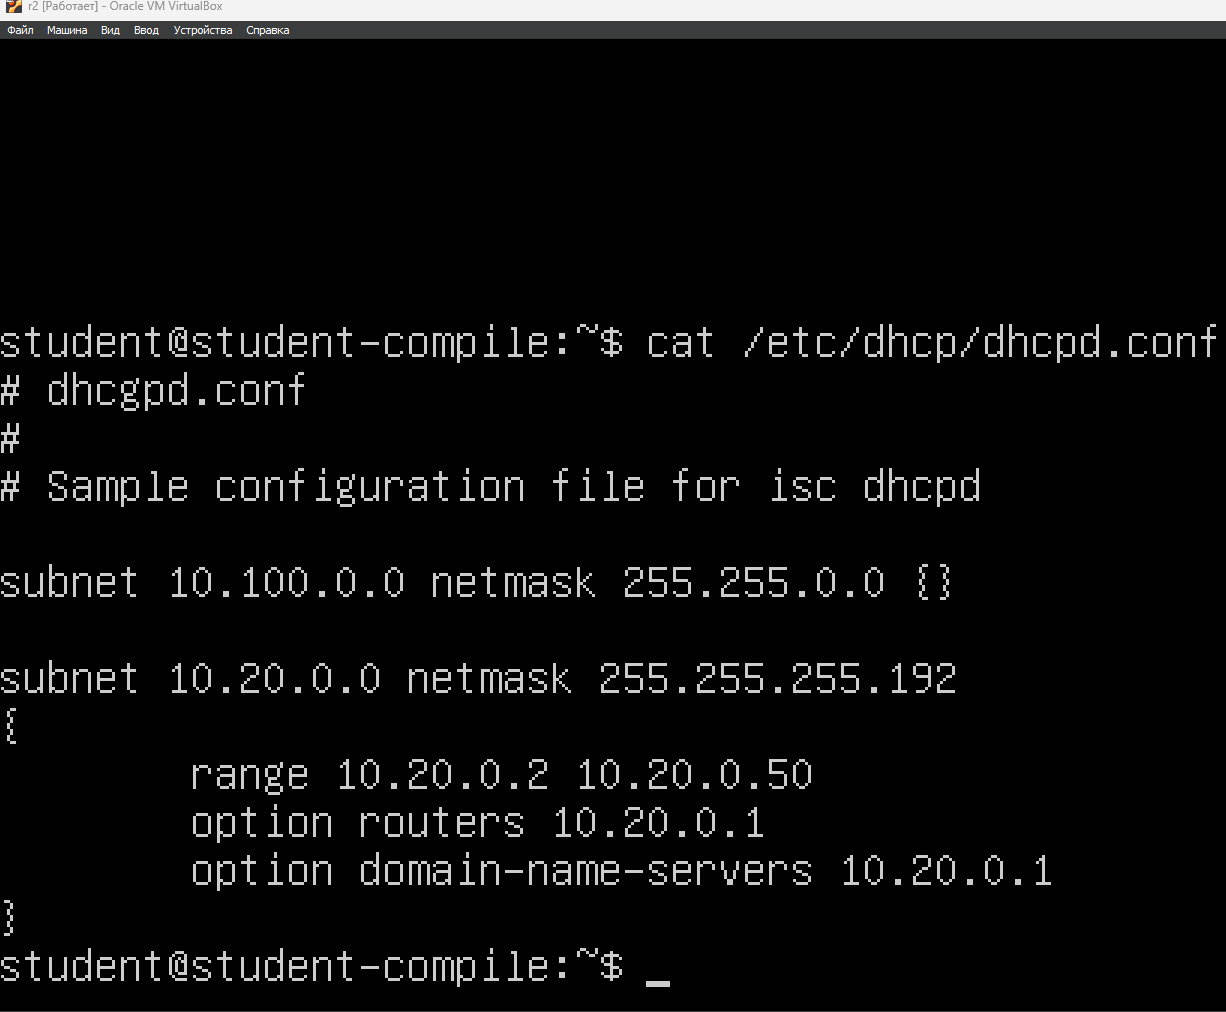 r2 [Работает] - Oracle VM VirtualBox
Файл Машина Вид Ввод Устройства Справка
student@student-compile:~$ cat /etc/dhcp/dhcpd.conf
# dhcgpd.conf
#
# Sample configuration file for isc dhcpd
subnet 10.100.0.0 netmask 255.255.0.0 {}
subnet 10.20.0.0 netmask 255.255.255.192
{
range 10.20.0.2 10.20.0.50
option routers 10.20.0.1
option domain-name-servers 10.20.0.1
}
student@student-compile:~$ _